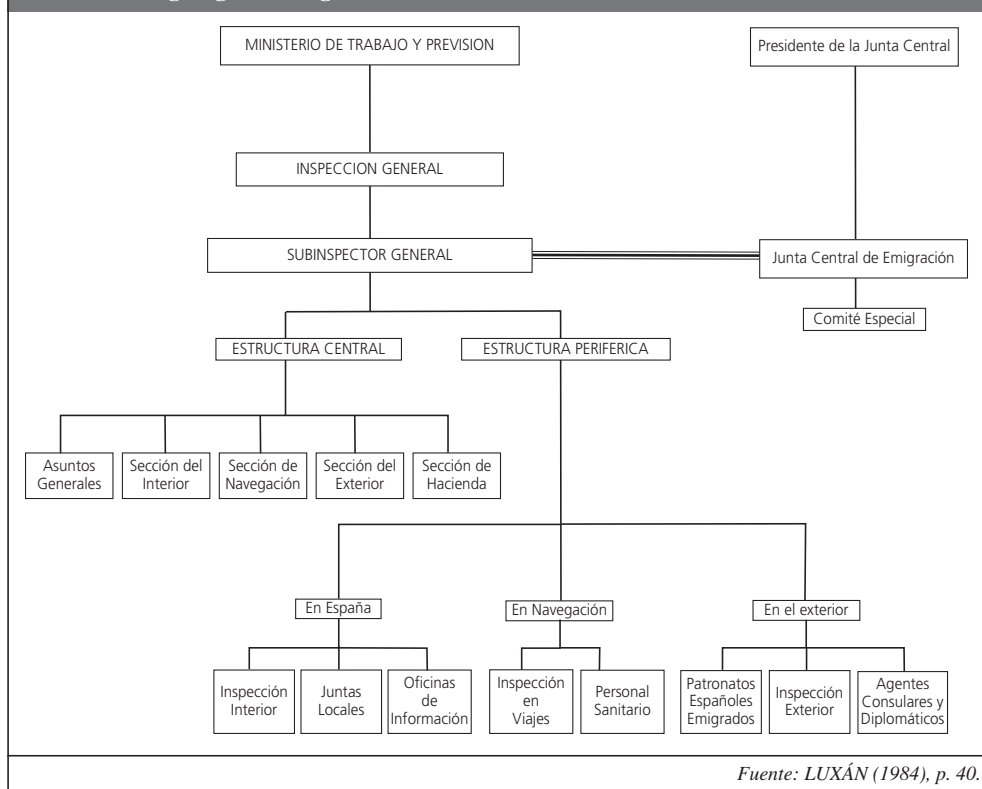 MINISTERIO DE TRABAJO Y PREVISION
Presidente de la Junta Central
INSPECCION GENERAL
SUBINSPECTOR GENERAL
Junta Central de Emigración
Comité Especial
ESTRUCTURA CENTRAL
ESTRUCTURA PERIFERICA
Asuntos
Generales
Sección del
Interior
Sección de
Navegación
Sección del
Exterior
Sección de
Hacienda
En España
En Navegación
En el exterior
Inspección
Interior
Juntas
Locales
Oficinas
de
Información
Inspección
en
Viajes
Personal
Sanitario
Patronatos
Españoles
Emigrados
Inspección
Exterior
Agentes
Consulares y
Diplomáticos
Fuente: LUXÁN (1984), p. 40.